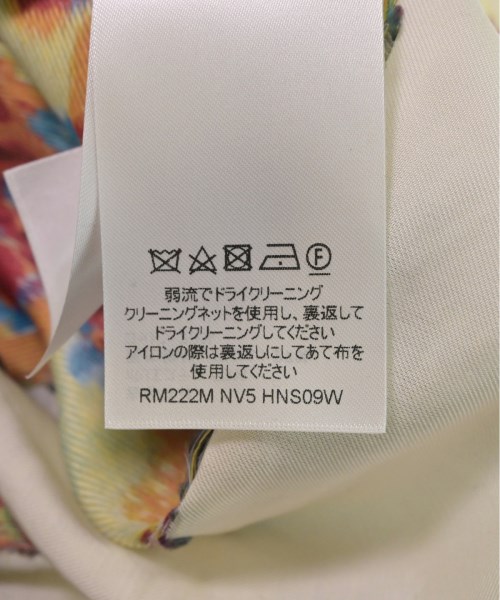 F
弱流でドライクリーニング
クリーニングネットを使用し、裏返して
ドライクリーニングしてください
アイロンの際は裏返しにしてあて布を
使用してください
RM222M NV5 HNS09W